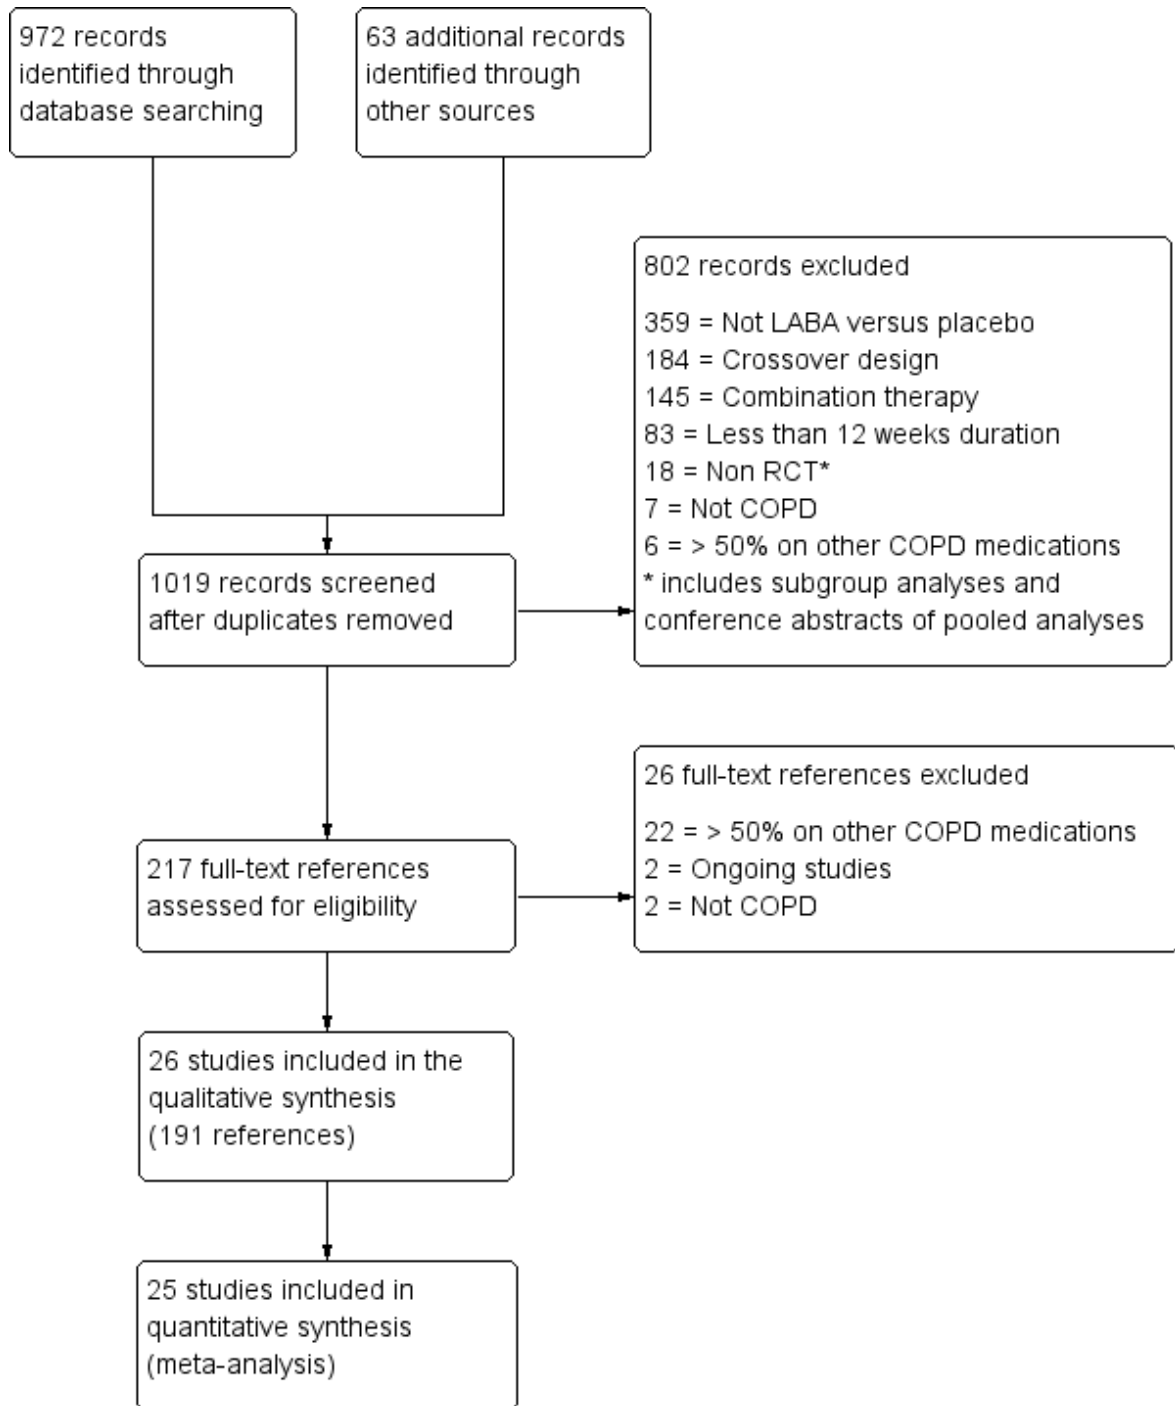 972 records
identified through
database searching
63 additional records
identified through
other sources
802 records excluded
359 = Not LABA versus placebo
184 = Crossover design
145 = Combination therapy
83 = Less than 12 weeks duration
18 = Non RCT*
7 = Not COPD
6 = > 50% on other COPD medications
* includes subgroup analyses and
conference abstracts of pooled analyses
1019 records screened
after duplicates removed
26 full-text references excluded
22 = > 50% on other COPD medications
2 = Ongoing studies
2 = Not COPD
217 full-text references
assessed for eligibility
26 studies included in the
qualitative synthesis
(191 references)
25 studies included in
quantitative synthesis
(meta-analysis)